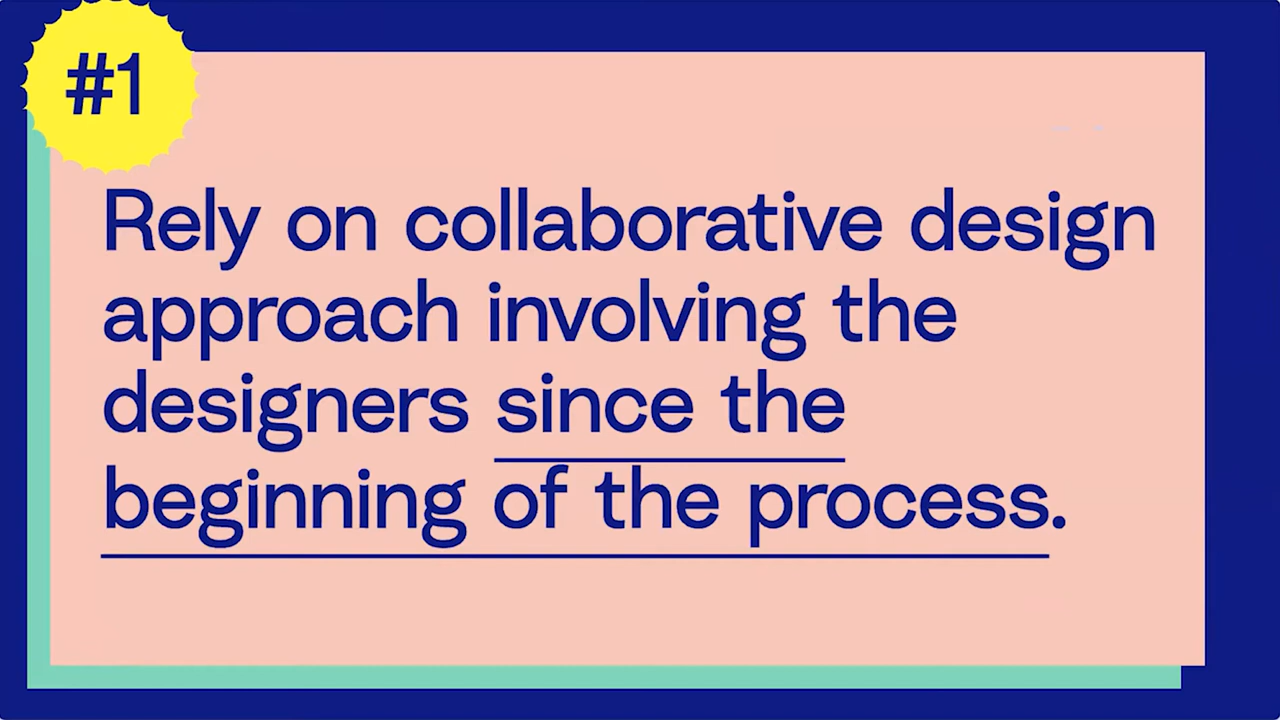 #1
Rely on collaborative design
approach involving the
designers since the
beginning of the process.